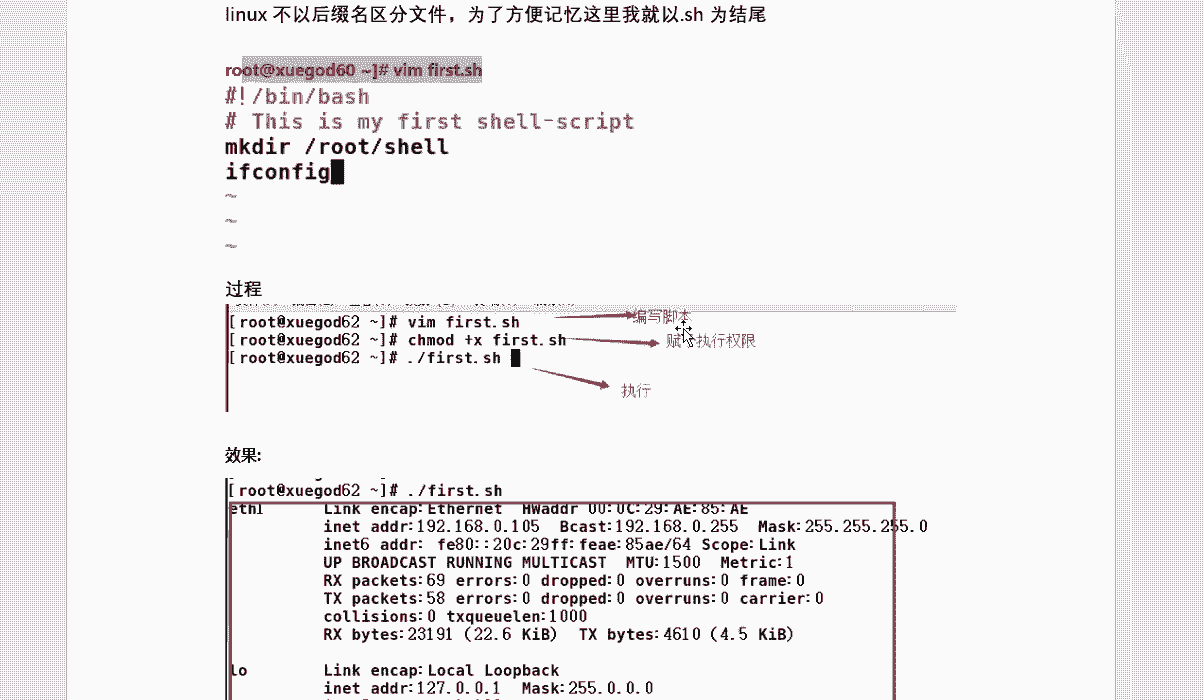 linux 不以后缀名区分文件，为了方便记忆这里我就以.sh 为结尾
root@xuegod60 ~]# vim first.sh
#!/bin/bash
# This is my first shell-script
mkdir /root/shell
ifconfig
~
~
~
过程
[root@xuegod62 ~]# vim first.sh
编写脚本
[root@xuegod62 ~]# chmod +x first.sh
赋 执行权限
[root@xuegod62 ~]# ./first.sh
执行
效果:
[root@xuegod62 ~]# ./first.sh
eth1 Link encap:Ethernet HWaddr 00:0C:29:AE:85:AE
inet addr:192.168.0.105 Bcast:192.168.0.255 Mask:255.255.255.0
inet6 addr: fe80::20c:29ff:feae:85ae/64 Scope:Link
UP BROADCAST RUNNING MULTICAST MTU:1500 Metric:1
RX packets:69 errors:0 dropped:0 overruns:0 frame:0
TX packets:58 errors:0 dropped:0 overruns:0 carrier:0
collisions:0 txqueuelen:1000
RX bytes:23191 (22.6 KiB) TX bytes:4610 (4.5 KiB)
lo Link encap:Local Loopback
inet addr:127.0.0.1 Mask:255.0.0.0